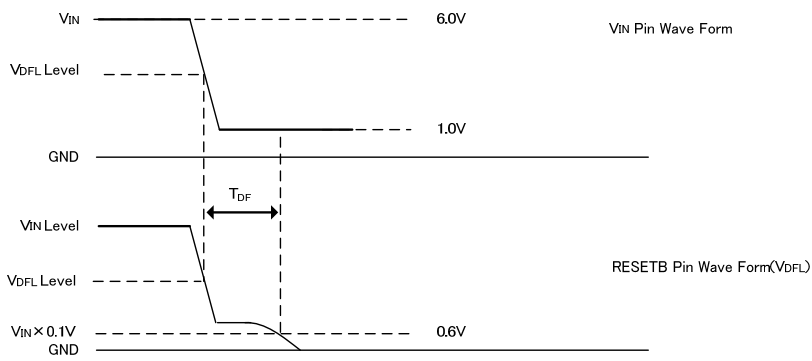 VIN 6.0V VIN Pin Wave Form
VDFL Level
1.0V
GND
TDF
VIN Level
RESETB Pin Wave Form(VDFL)
VDFL Level
VIN×0.1V 0.6V
GND